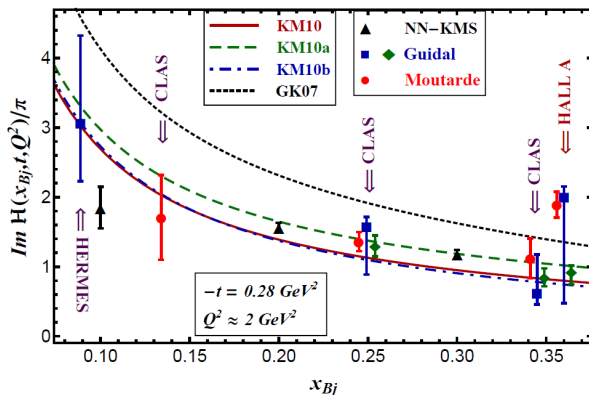 KM10
KM10a
KM10b
GK07
NN-KMS
Guidal
Moutarde
⇐ CLAS
⇐ CLAS
⇐ CLAS
⇐ HALL A
⇐ HERMES
-t = 0.28 GeV²
Q² ≈ 2 GeV²
Im H(x_Bj,t,Q²)/π
4
3
2
1
0
0.10
0.15
0.20
0.25
0.30
0.35
x_Bj